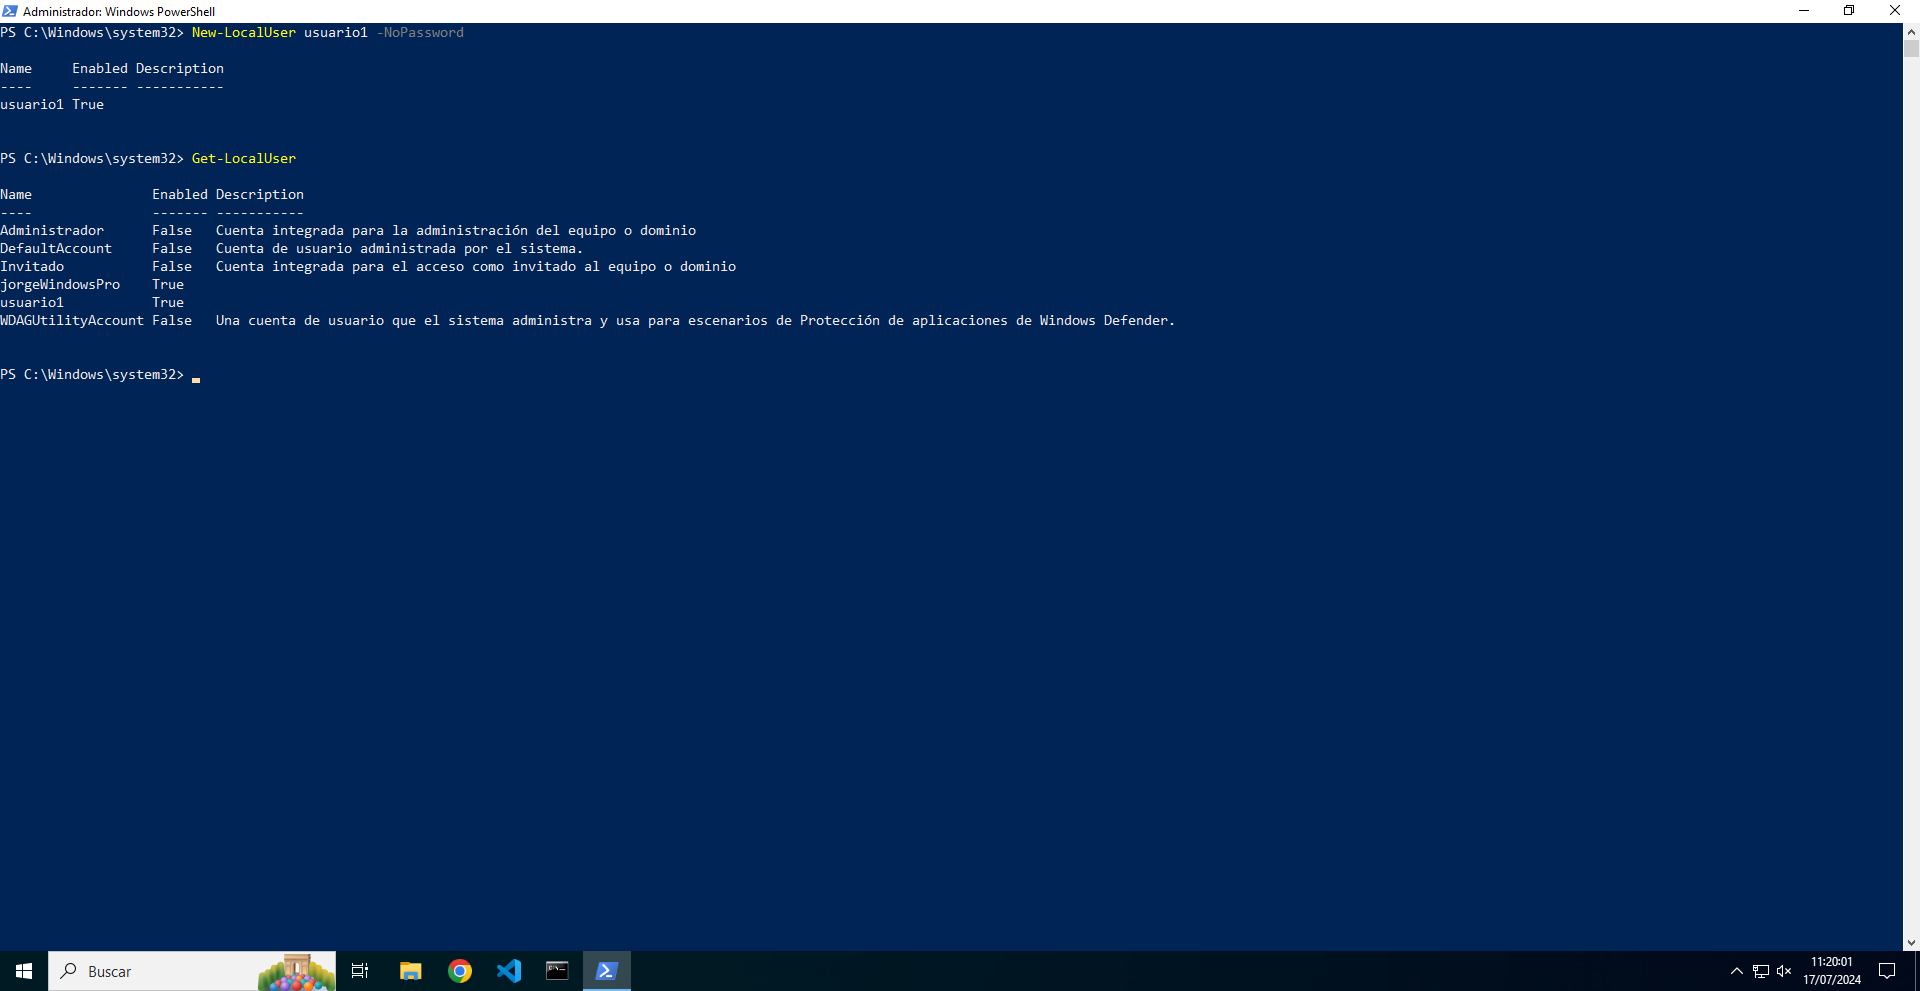 Administrador: Windows PowerShell
PS C:\Windows\system32> New-LocalUser usuario1 -NoPassword
Name     Enabled Description
----     ------- -----------
usuario1 True
PS C:\Windows\system32> Get-LocalUser
Name               Enabled Description
----               ------- -----------
Administrador      False   Cuenta integrada para la administración del equipo o dominio
DefaultAccount     False   Cuenta de usuario administrada por el sistema.
Invitado           False   Cuenta integrada para el acceso como invitado al equipo o dominio
jorgeWindowsPro    True
usuario1           True
WDAGUtilityAccount False   Una cuenta de usuario que el sistema administra y usa para escenarios de Protección de aplicaciones de Windows Defender.
PS C:\Windows\system32>
Buscar
11:20:01
17/07/2024